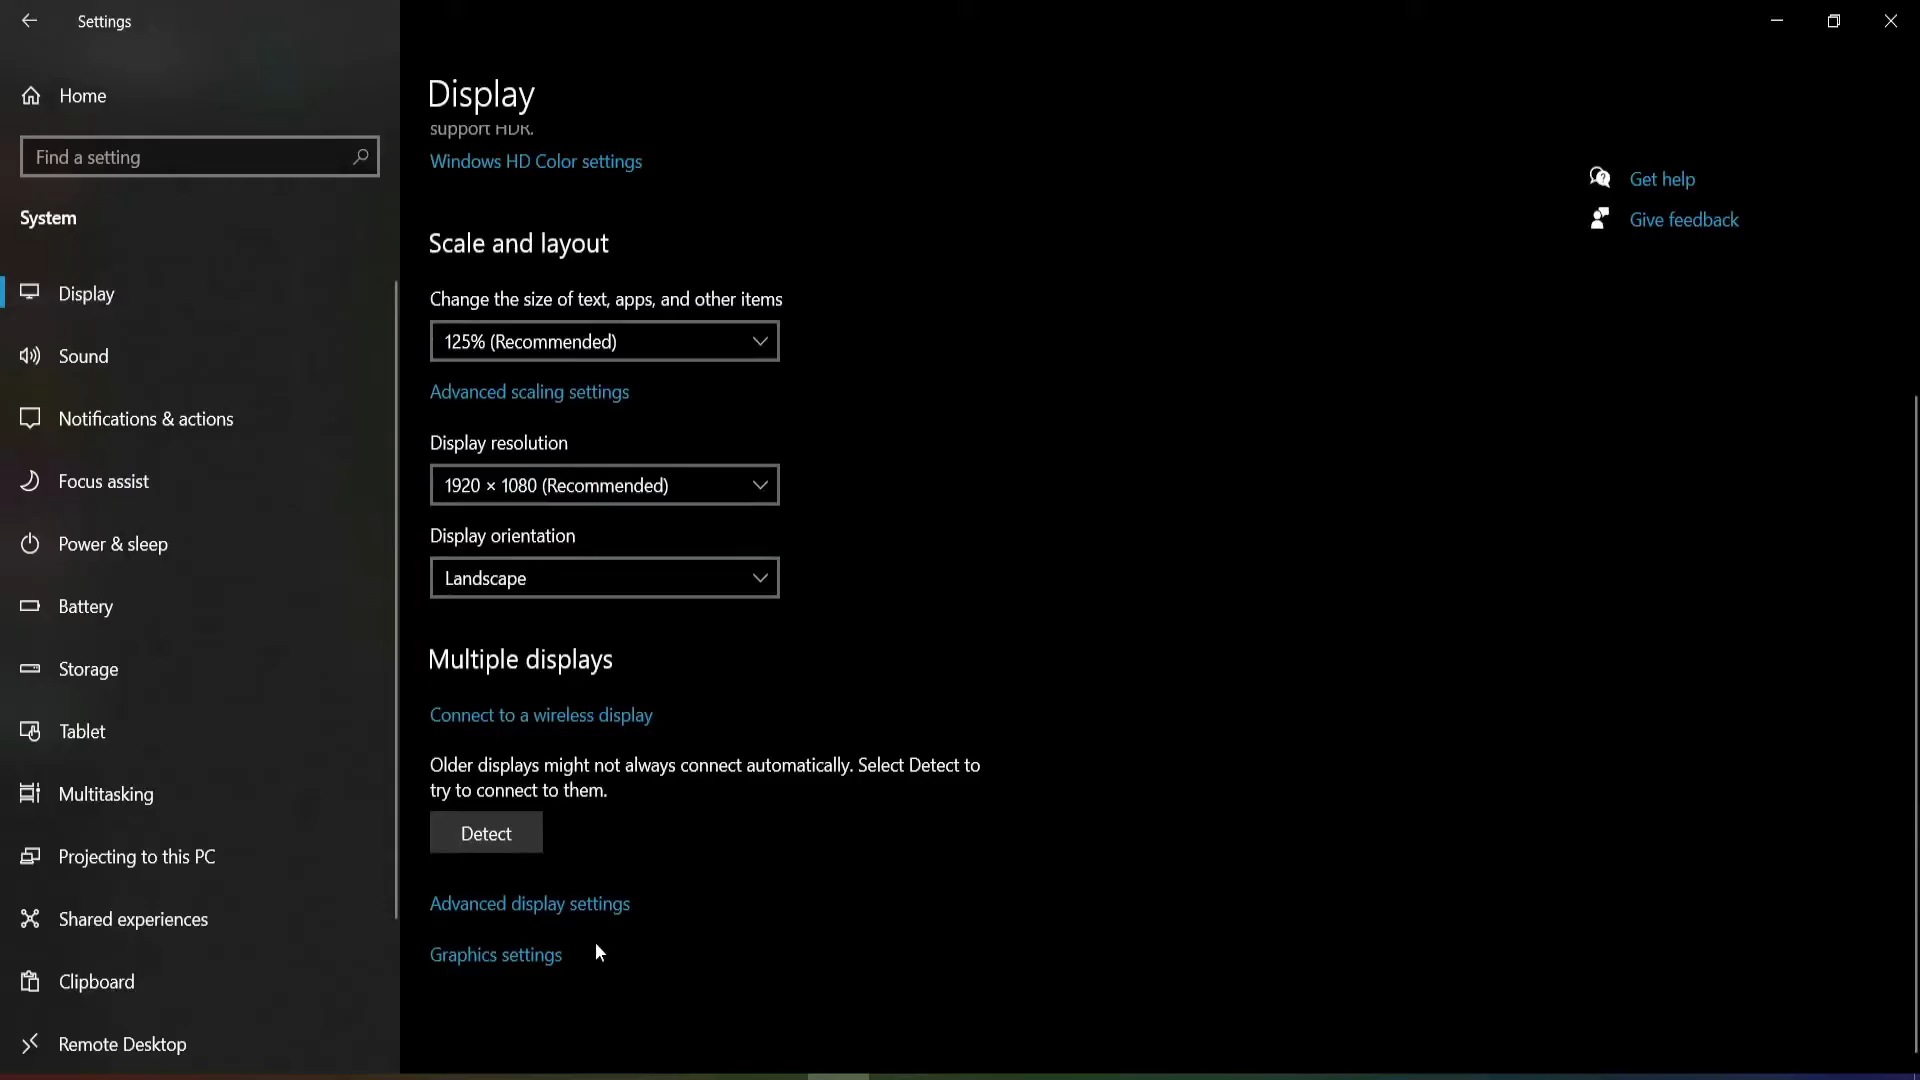 Settings
Home
Find a setting
System
Display
Sound
Notifications & actions
Focus assist
Power & sleep
Battery
Storage
Tablet
Multitasking
Projecting to this PC
Shared experiences
Clipboard
Remote Desktop
Display
support HDR.
Windows HD Color settings
Scale and layout
Change the size of text, apps, and other items
125% (Recommended)
Advanced scaling settings
Display resolution
1920 × 1080 (Recommended)
Display orientation
Landscape
Multiple displays
Connect to a wireless display
Older displays might not always connect automatically. Select Detect to
try to connect to them.
Detect
Advanced display settings
Graphics settings
Get help
Give feedback